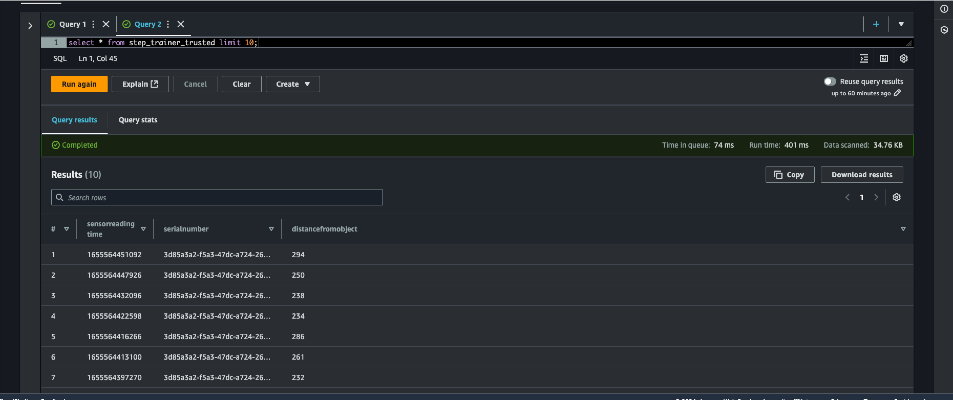 Query 1 Query 2
1 select * from step_trainer_trusted limit 10;
SQL Ln 1, Col 45
Run again Explain Cancel Clear Create Reuse query results
up to 60 minutes ago
Query results Query stats
Completed Time in queue: 74 ms Run time: 401 ms Data scanned: 34.76 KB
Results (10) Copy Download results
Search rows 1
# sensorreading time serialnumber distancefromobject
1 1655564451092 3d85a3a2-f5a3-47dc-a724-26... 294
2 1655564447926 3d85a3a2-f5a3-47dc-a724-26... 250
3 1655564432096 3d85a3a2-f5a3-47dc-a724-26... 238
4 1655564422598 3d85a3a2-f5a3-47dc-a724-26... 234
5 1655564416266 3d85a3a2-f5a3-47dc-a724-26... 286
6 1655564413100 3d85a3a2-f5a3-47dc-a724-26... 261
7 1655564397270 3d85a3a2-f5a3-47dc-a724-26... 232